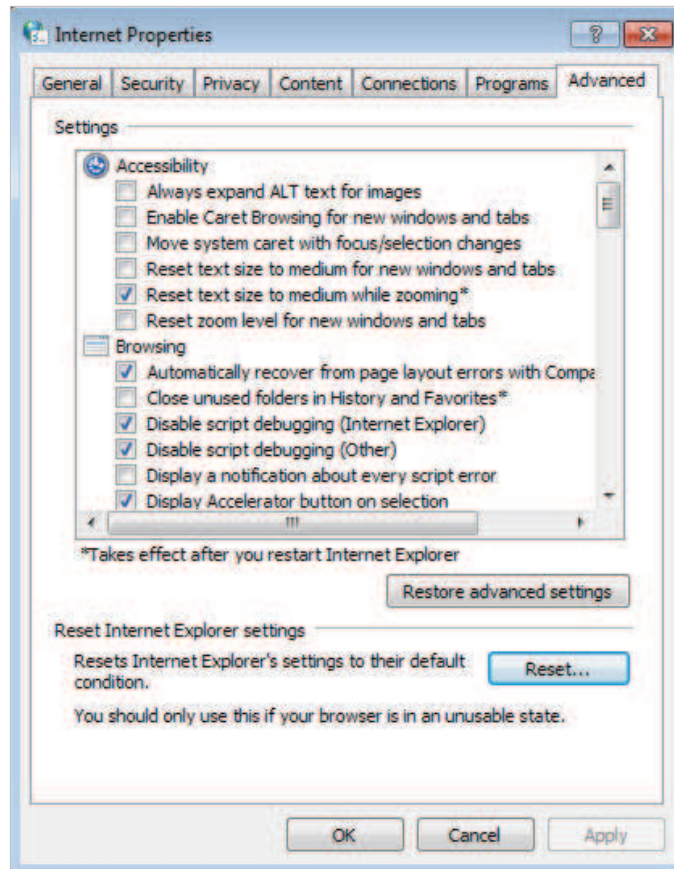 Internet Properties
General Security Privacy Content Connections Programs Advanced
Settings
Accessibility
Always expand ALT text for images
Enable Caret Browsing for new windows and tabs
Move system caret with focus/selection changes
Reset text size to medium for new windows and tabs
Reset text size to medium while zooming*
Reset zoom level for new windows and tabs
Browsing
Automatically recover from page layout errors with Compa
Close unused folders in History and Favorites*
Disable script debugging (Internet Explorer)
Disable script debugging (Other)
Display a notification about every script error
Display Accelerator button on selection
*Takes effect after you restart Internet Explorer
Restore advanced settings
Reset Internet Explorer settings
Resets Internet Explorer's settings to their default
condition.
Reset...
You should only use this if your browser is in an unusable state.
OK Cancel Apply